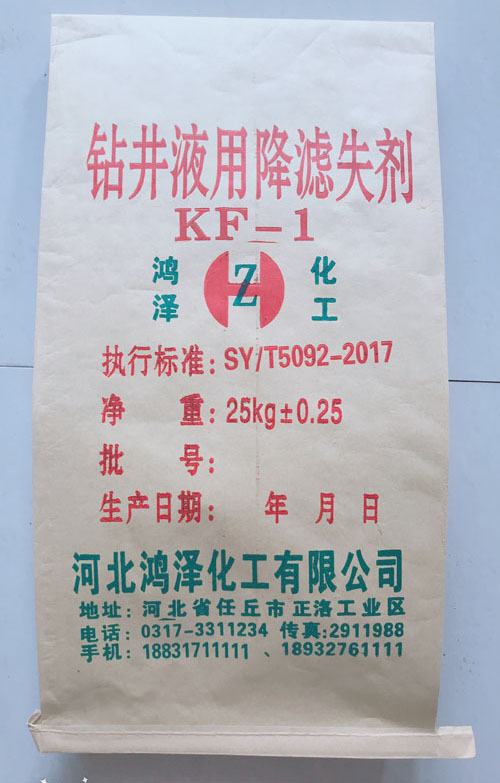 钻井液用降滤失剂
KF-1
鸿泽 HZ 化工
执行标准: SY/T5092-2017
净 重: 25kg±0.25
批 号:
生产日期: 年 月 日
河北鸿泽化工有限公司
地址: 河北省任丘市正洛工业区
电话: 0317-3311234 传真:2911988
手机: 18831711111 、18932761111